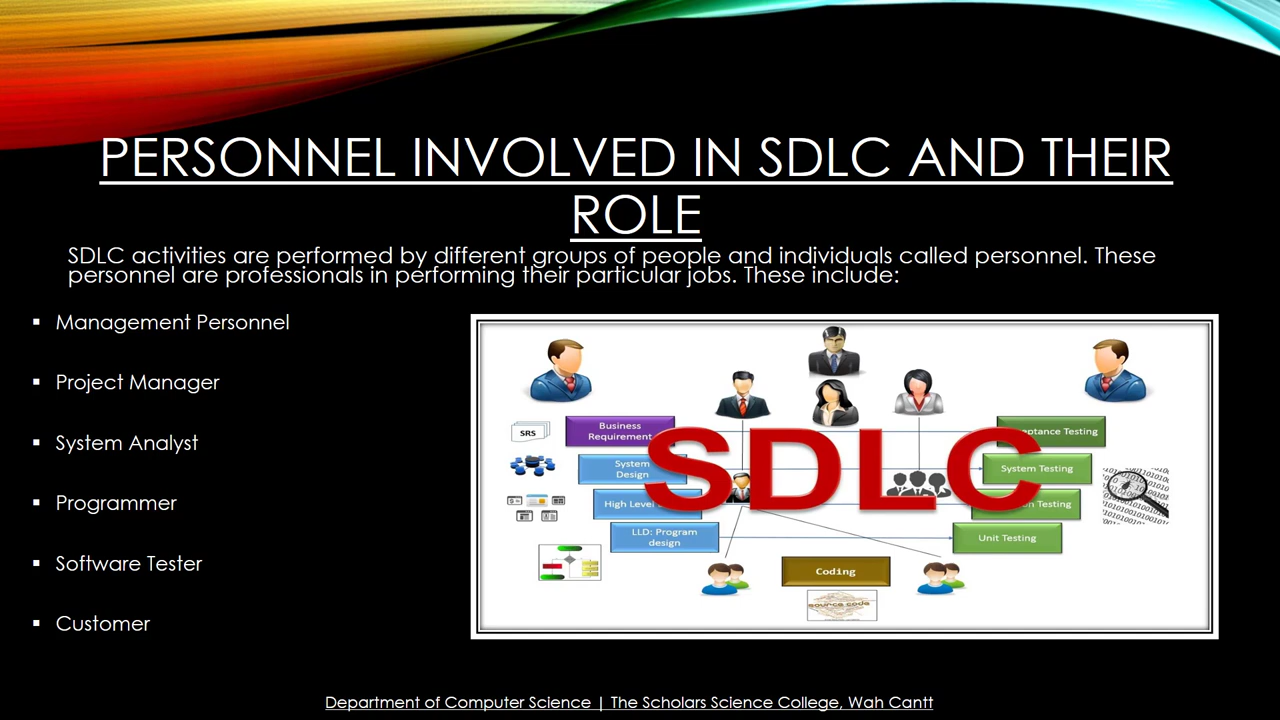 PERSONNEL INVOLVED IN SDLC AND THEIR
ROLE
SDLC activities are performed by different groups of people and individuals called personnel. These
personnel are professionals in performing their particular jobs. These include:
▪ Management Personnel
▪ Project Manager
▪ System Analyst
▪ Programmer
▪ Software Tester
▪ Customer
SRS
Business
Requirement
System
Design
High Level
LLD: Program
design
SDLC
Testing
System Testing
Testing
Unit Testing
Coding
source code
Department of Computer Science | The Scholars Science College, Wah Cantt